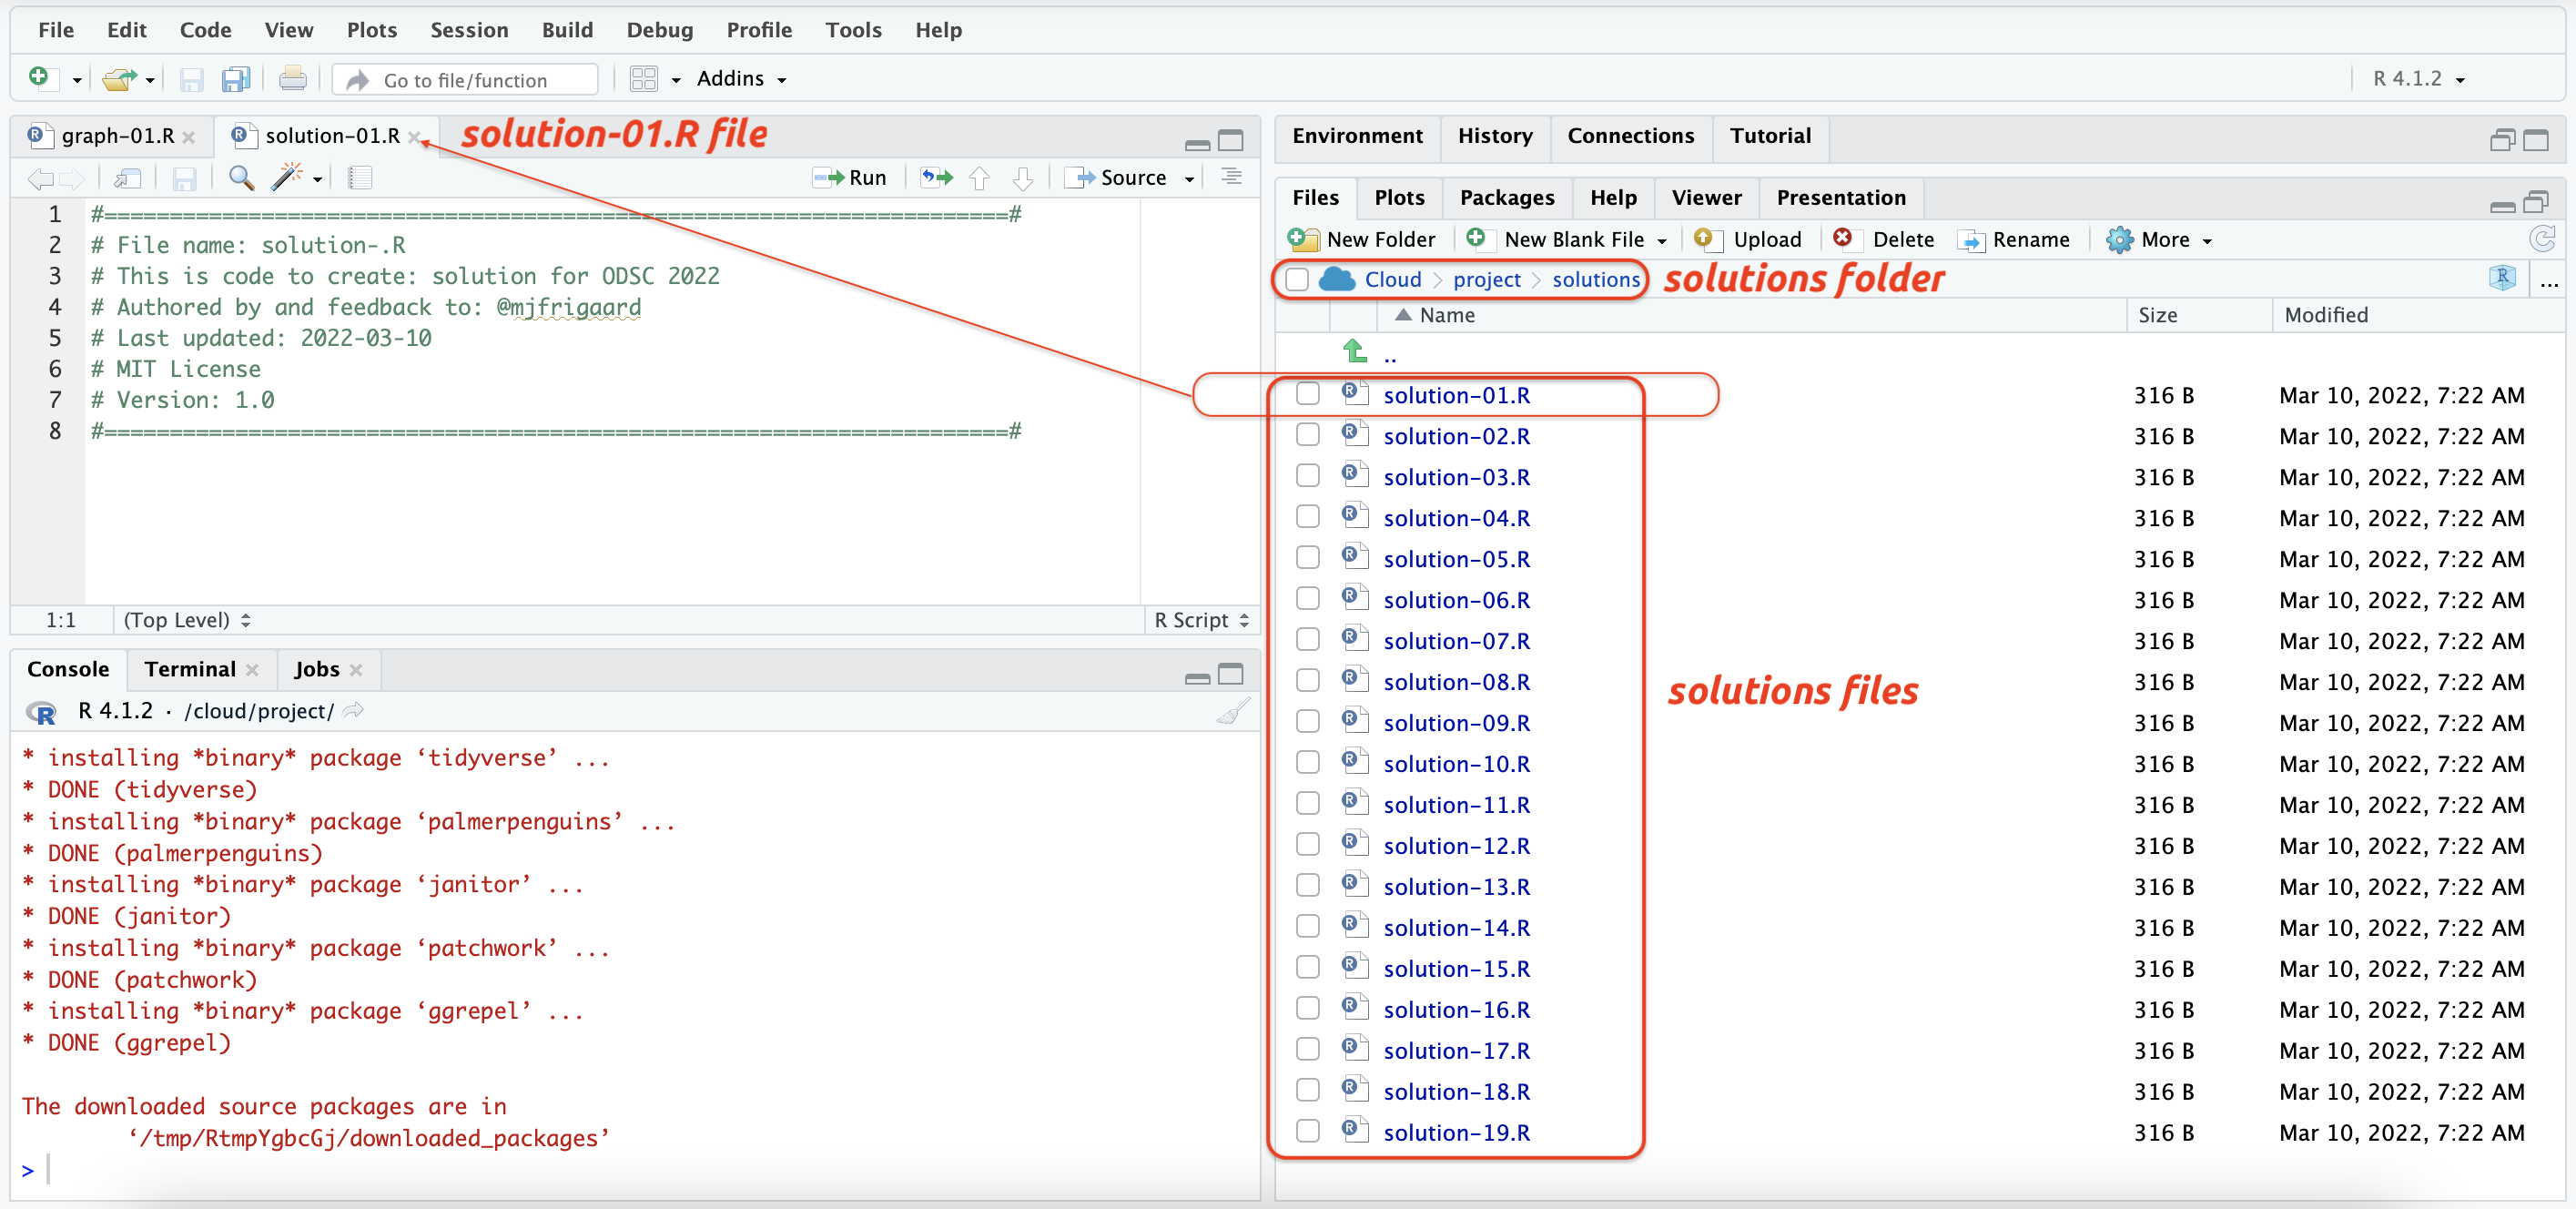 File Edit Code View Plots Session Build Debug Profile Tools Help
Go to file/function Addins R 4.1.2
graph-01.R solution-01.R solution-01.R file
Run Source
1 #=====================================================================#
2 # File name: solution-.R
3 # This is code to create: solution for ODSC 2022
4 # Authored by and feedback to: @mjfrigaard
5 # Last updated: 2022-03-10
6 # MIT License
7 # Version: 1.0
8 #=====================================================================#
1:1 (Top Level) R Script
Console Terminal Jobs
R 4.1.2 · /cloud/project/
* installing *binary* package ‘tidyverse’ ...
* DONE (tidyverse)
* installing *binary* package ‘palmerpenguins’ ...
* DONE (palmerpenguins)
* installing *binary* package ‘janitor’ ...
* DONE (janitor)
* installing *binary* package ‘patchwork’ ...
* DONE (patchwork)
* installing *binary* package ‘ggrepel’ ...
* DONE (ggrepel)
The downloaded source packages are in
‘/tmp/RtmpYgbcGj/downloaded_packages’
>
Environment History Connections Tutorial
Files Plots Packages Help Viewer Presentation
New Folder New Blank File Upload Delete Rename More
Cloud project solutions solutions folder ...
Name Size Modified
..
solution-01.R 316 B Mar 10, 2022, 7:22 AM
solution-02.R 316 B Mar 10, 2022, 7:22 AM
solution-03.R 316 B Mar 10, 2022, 7:22 AM
solution-04.R 316 B Mar 10, 2022, 7:22 AM
solution-05.R 316 B Mar 10, 2022, 7:22 AM
solution-06.R 316 B Mar 10, 2022, 7:22 AM
solution-07.R 316 B Mar 10, 2022, 7:22 AM
solution-08.R 316 B Mar 10, 2022, 7:22 AM
solutions files
solution-09.R 316 B Mar 10, 2022, 7:22 AM
solution-10.R 316 B Mar 10, 2022, 7:22 AM
solution-11.R 316 B Mar 10, 2022, 7:22 AM
solution-12.R 316 B Mar 10, 2022, 7:22 AM
solution-13.R 316 B Mar 10, 2022, 7:22 AM
solution-14.R 316 B Mar 10, 2022, 7:22 AM
solution-15.R 316 B Mar 10, 2022, 7:22 AM
solution-16.R 316 B Mar 10, 2022, 7:22 AM
solution-17.R 316 B Mar 10, 2022, 7:22 AM
solution-18.R 316 B Mar 10, 2022, 7:22 AM
solution-19.R 316 B Mar 10, 2022, 7:22 AM